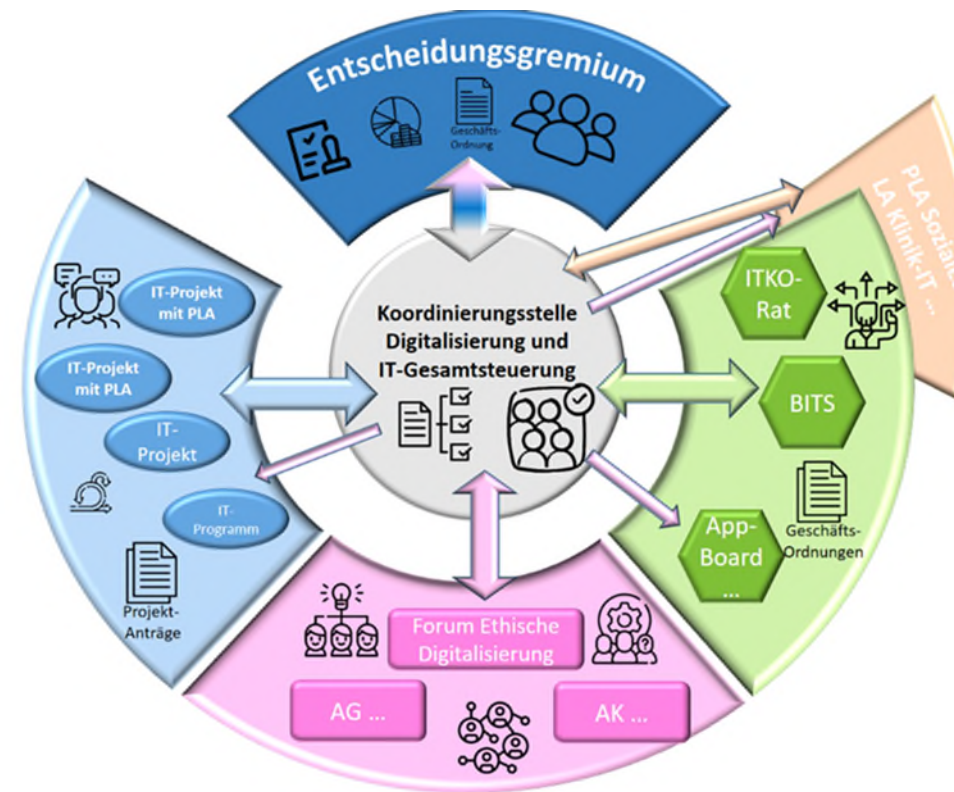 Entscheidungsgremium
Geschäfts-
Ordnung
PLA Soziale
LA Klinik-IT ...
IT-Projekt
mit PLA
IT-Projekt
mit PLA
IT-
Projekt
IT-
Programm
Projekt-
Anträge
Koordinierungsstelle
Digitalisierung und
IT-Gesamtsteuerung
ITKO-
Rat
BITS
App-
Board
...
Geschäfts-
Ordnungen
Forum Ethische
Digitalisierung
AG ...
AK ...